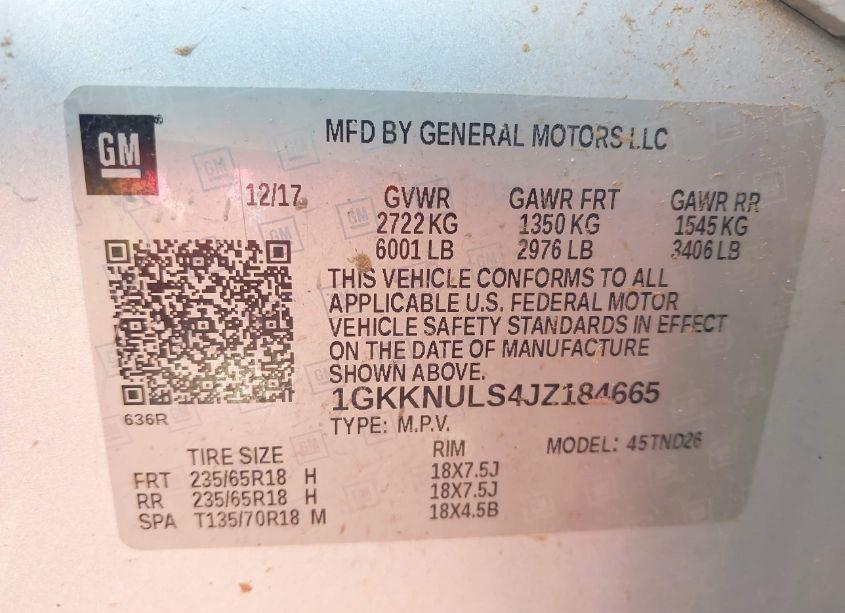 GM
MFD BY GENERAL MOTORS LLC
12/17 GVWR GAWR FRT GAWR RR
2722 KG 1350 KG 1545 KG
6001 LB 2976 LB 3406 LB
THIS VEHICLE CONFORMS TO ALL
APPLICABLE U.S. FEDERAL MOTOR
VEHICLE SAFETY STANDARDS IN EFFECT
ON THE DATE OF MANUFACTURE
SHOWN ABOVE.
1GKKNULS4JZ184665
636R
TYPE: M.P.V. MODEL: 45TND26
TIRE SIZE RIM
FRT 235/65R18 H 18X7.5J
RR 235/65R18 H 18X7.5J
SPA T135/70R18 M 18X4.5B